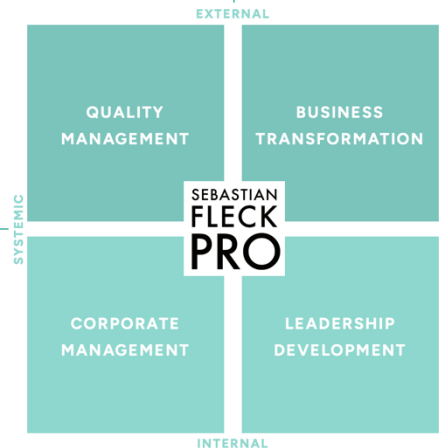 EXTERNAL
QUALITY
MANAGEMENT
BUSINESS
TRANSFORMATION
SYSTEMIC
SEBASTIAN
FLECK
PRO
CORPORATE
MANAGEMENT
LEADERSHIP
DEVELOPMENT
INTERNAL